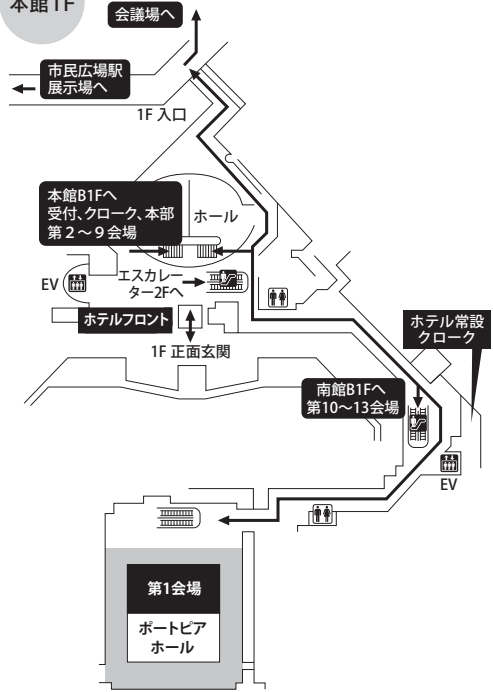 本館1F
会議場へ
市民広場駅
展示場へ
1F 入口
本館B1Fへ
受付、クローク、本部
第2～9会場
ホール
EV
エスカレー
ター2Fへ
ホテルフロント
1F 正面玄関
ホテル常設
クローク
南館B1Fへ
第10～13会場
EV
第1会場
ポートピア
ホール